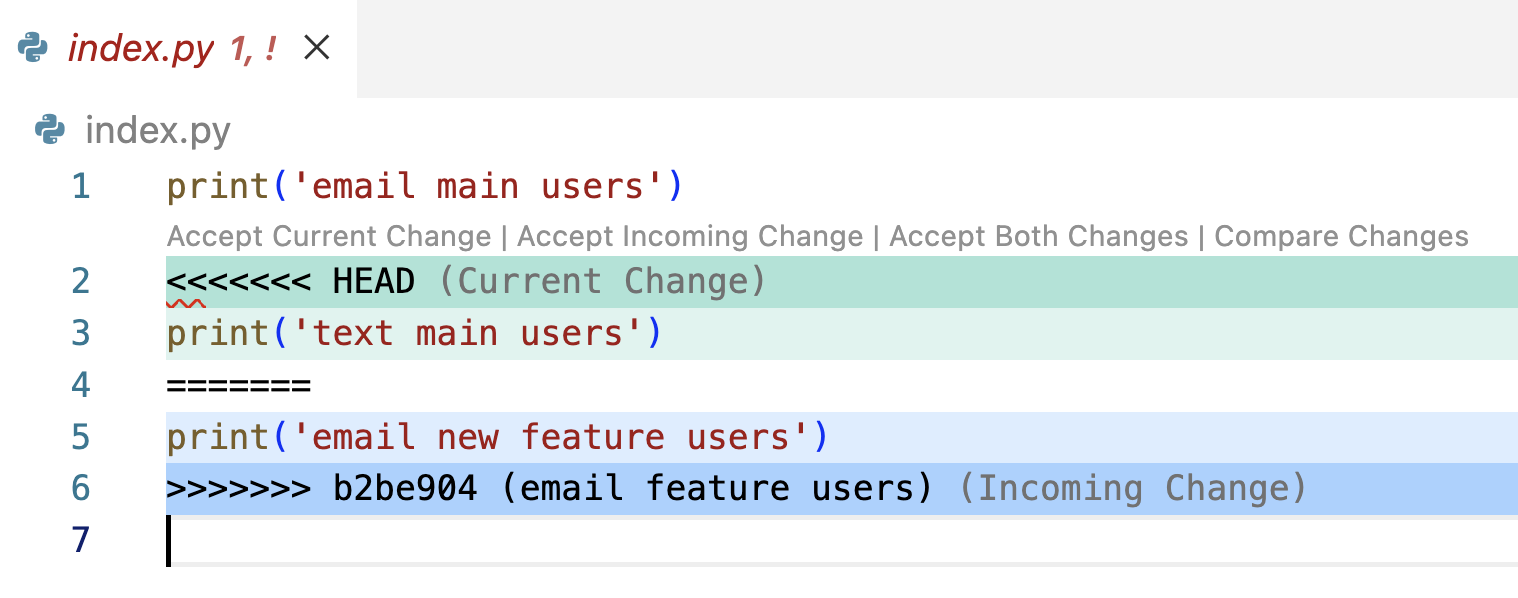 index.py 1, !
index.py
1 print('email main users')
Accept Current Change | Accept Incoming Change | Accept Both Changes | Compare Changes
2 <<<<<<< HEAD (Current Change)
3 print('text main users')
4 =======
5 print('email new feature users')
6 >>>>>>> b2be904 (email feature users) (Incoming Change)
7